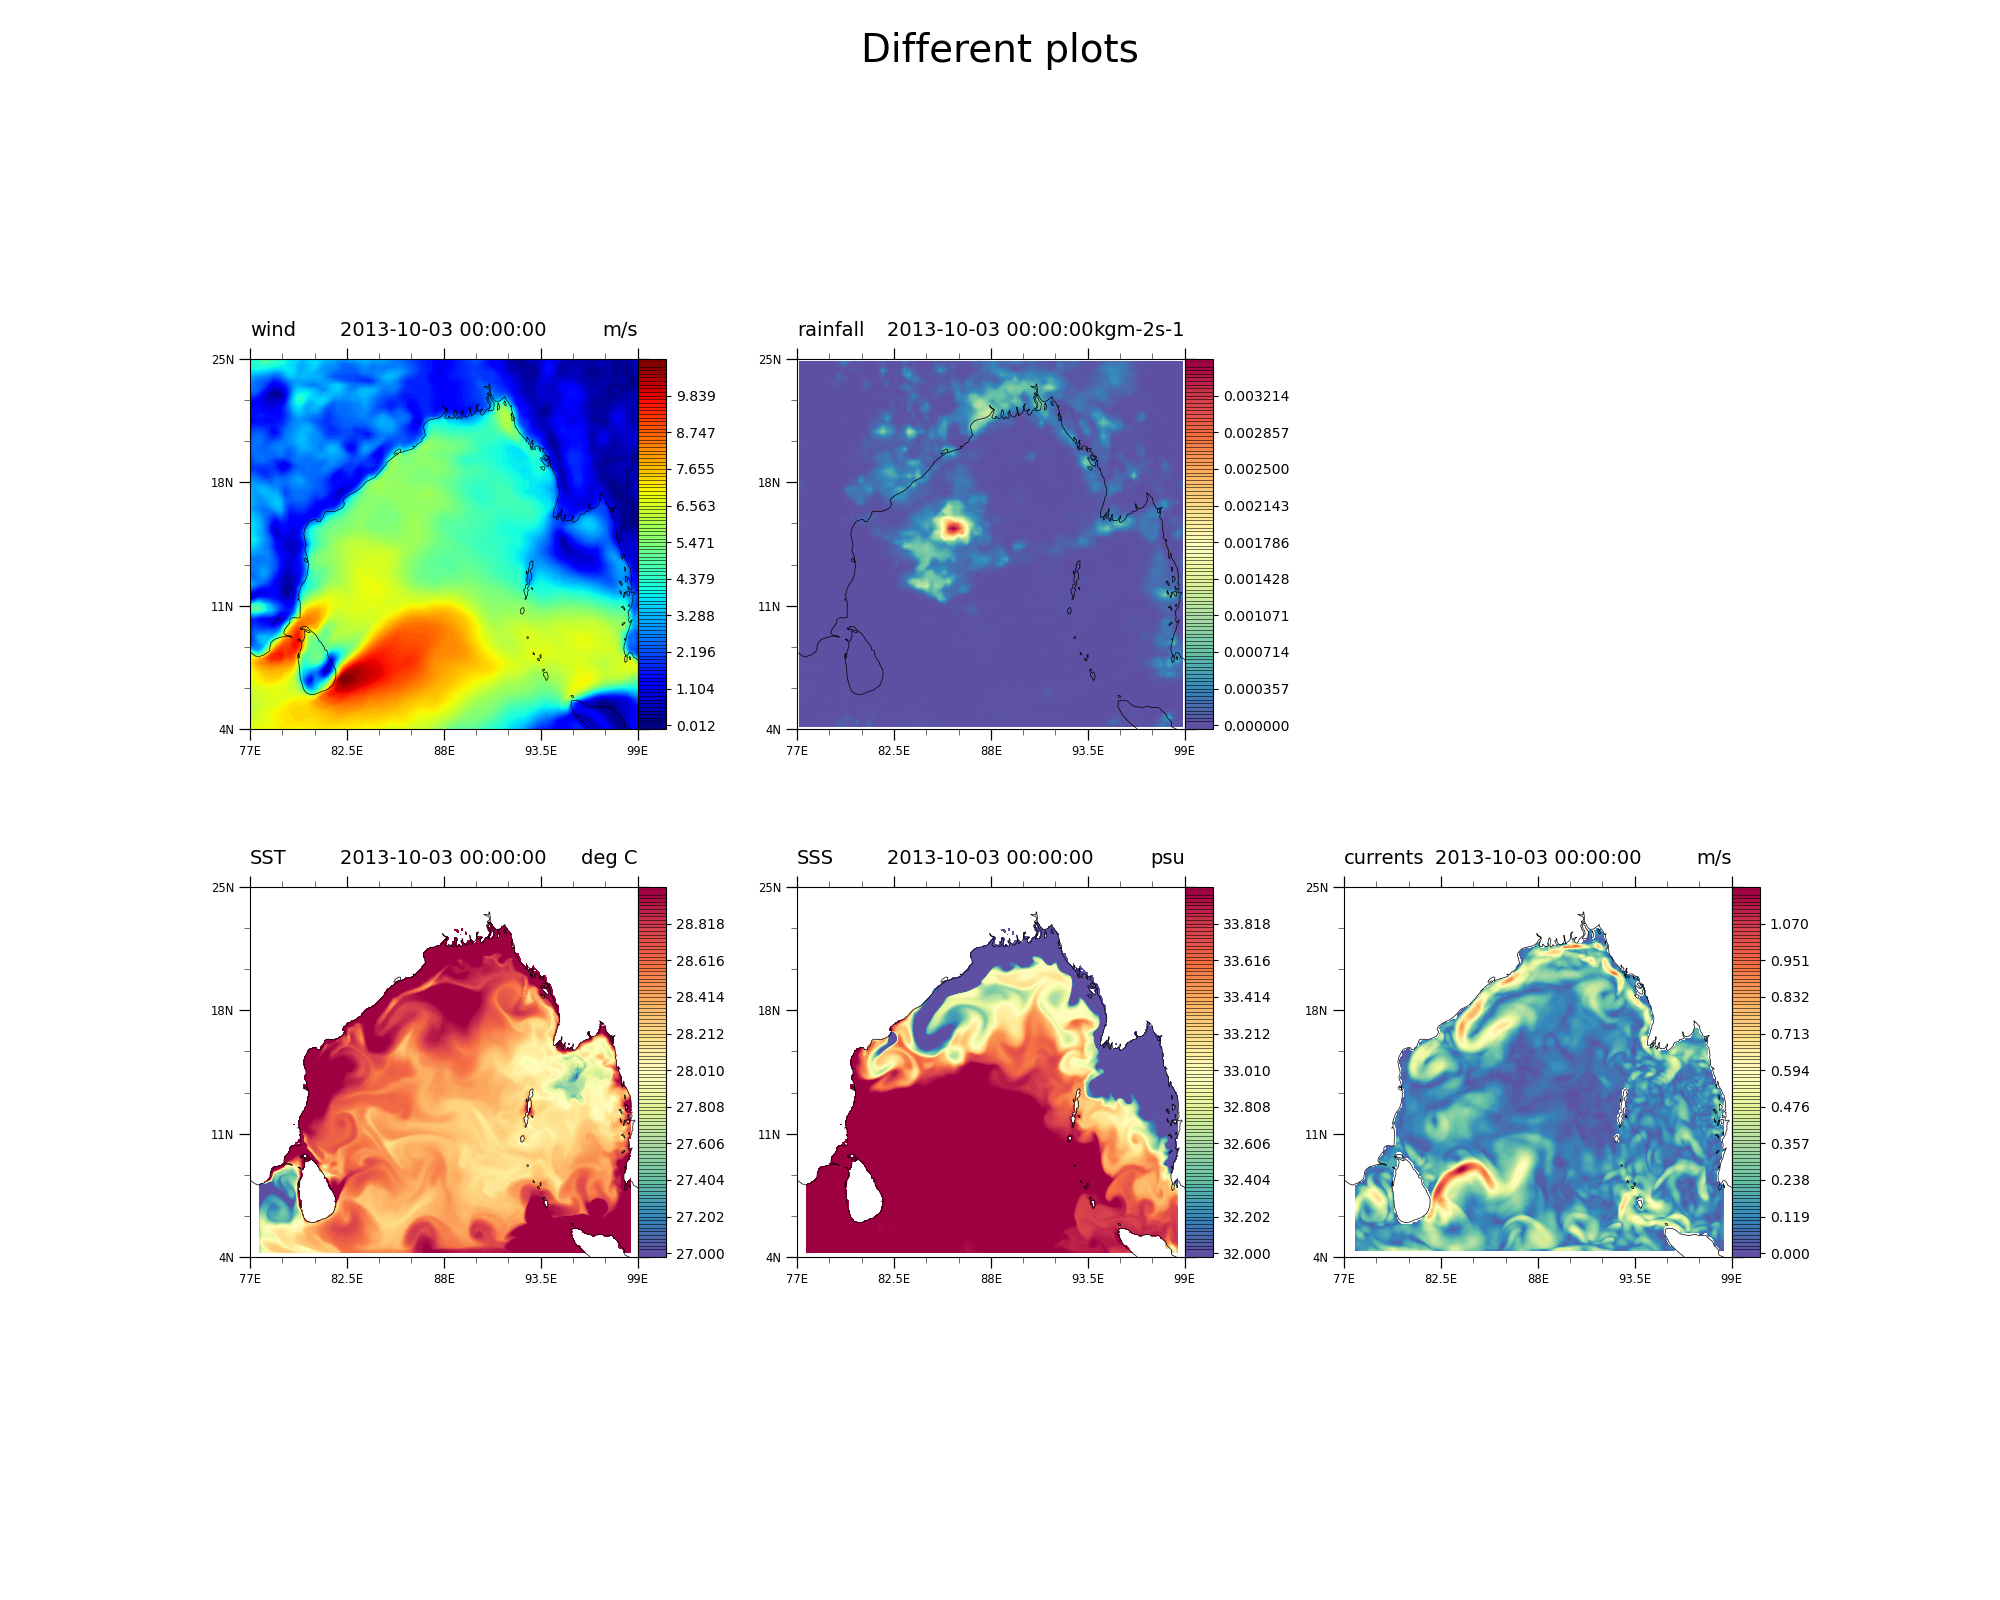 Different plots
wind 2013-10-03 00:00:00 m/s
25N
18N
11N
4N
77E 82.5E 88E 93.5E 99E
9.839
8.747
7.655
6.563
5.471
4.379
3.288
2.196
1.104
0.012
rainfall 2013-10-03 00:00:00kgm-2s-1
25N
18N
11N
4N
77E 82.5E 88E 93.5E 99E
0.003214
0.002857
0.002500
0.002143
0.001786
0.001428
0.001071
0.000714
0.000357
0.000000
SST 2013-10-03 00:00:00 deg C
25N
18N
11N
4N
77E 82.5E 88E 93.5E 99E
28.818
28.616
28.414
28.212
28.010
27.808
27.606
27.404
27.202
27.000
SSS 2013-10-03 00:00:00 psu
25N
18N
11N
4N
77E 82.5E 88E 93.5E 99E
33.818
33.616
33.414
33.212
33.010
32.808
32.606
32.404
32.202
32.000
currents 2013-10-03 00:00:00 m/s
25N
18N
11N
4N
77E 82.5E 88E 93.5E 99E
1.070
0.951
0.832
0.713
0.594
0.476
0.357
0.238
0.119
0.000